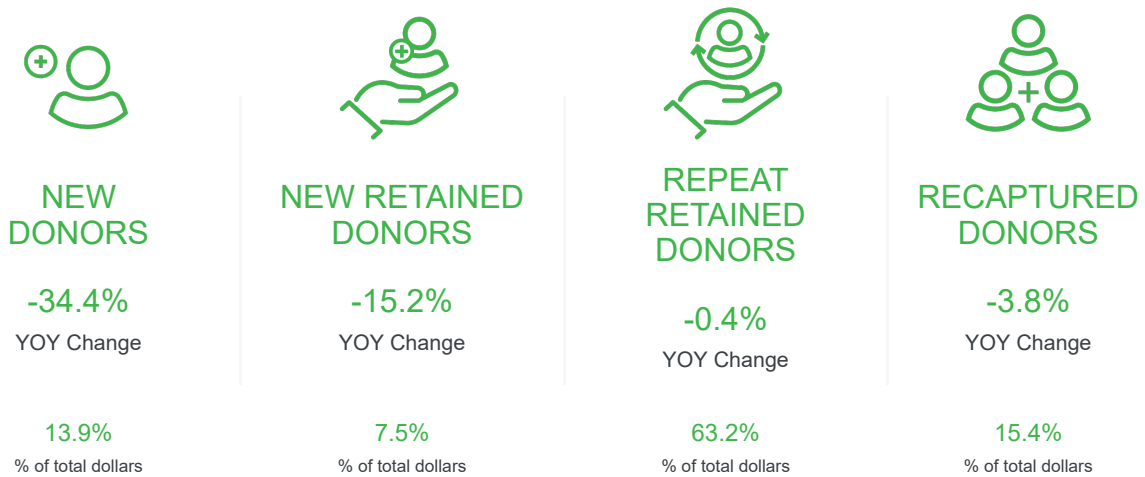 NEW
DONORS
-34.4%
YOY Change
13.9%
% of total dollars
NEW RETAINED
DONORS
-15.2%
YOY Change
7.5%
% of total dollars
REPEAT
RETAINED
DONORS
-0.4%
YOY Change
63.2%
% of total dollars
RECAPTURED
DONORS
-3.8%
YOY Change
15.4%
% of total dollars